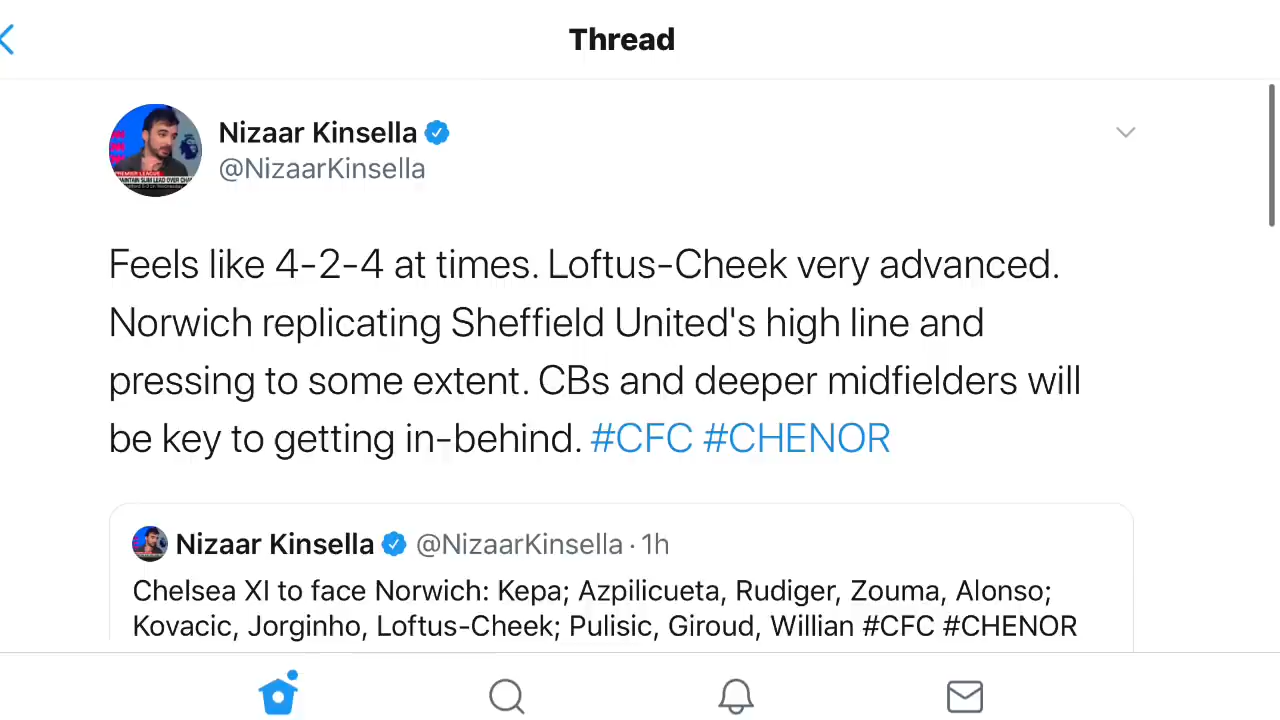 Thread
Nizaar Kinsella
@NizaarKinsella
Feels like 4-2-4 at times. Loftus-Cheek very advanced.
Norwich replicating Sheffield United's high line and
pressing to some extent. CBs and deeper midfielders will
be key to getting in-behind. #CFC #CHENOR
Nizaar Kinsella @NizaarKinsella · 1h
Chelsea XI to face Norwich: Kepa; Azpilicueta, Rudiger, Zouma, Alonso;
Kovacic, Jorginho, Loftus-Cheek; Pulisic, Giroud, Willian #CFC #CHENOR